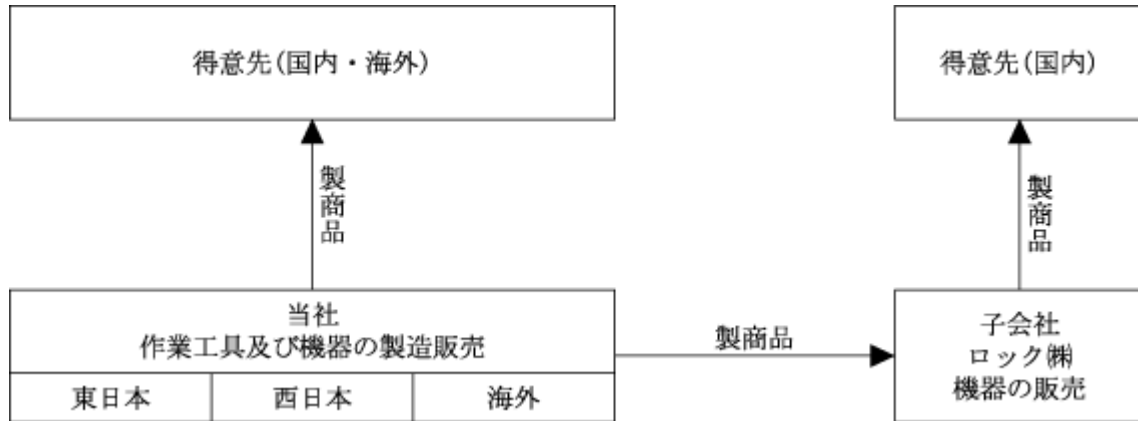 得意先(国内・海外)
得意先(国内)
製商品
製商品
当社
作業工具及び機器の製造販売
東日本
西日本
海外
製商品
子会社
ロック㈱
機器の販売